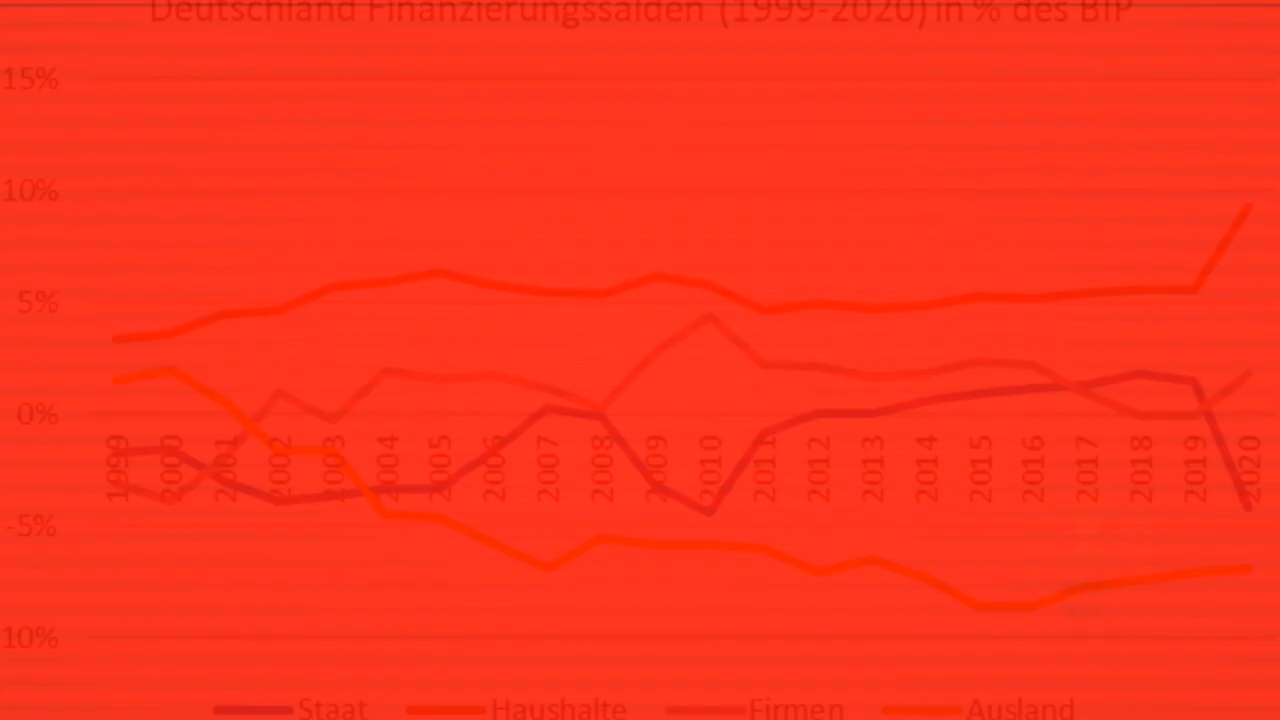 Deutschland Finanzierungssalden (1999-2020) in % des BIP
15%
10%
5%
0%
1999 2000 2001 2002 2003 2004 2005 2006 2007 2008 2009 2010 2011 2012 2013 2014 2015 2016 2017 2018 2019 2020
-5%
10%
Staat Haushalte Firmen Ausland